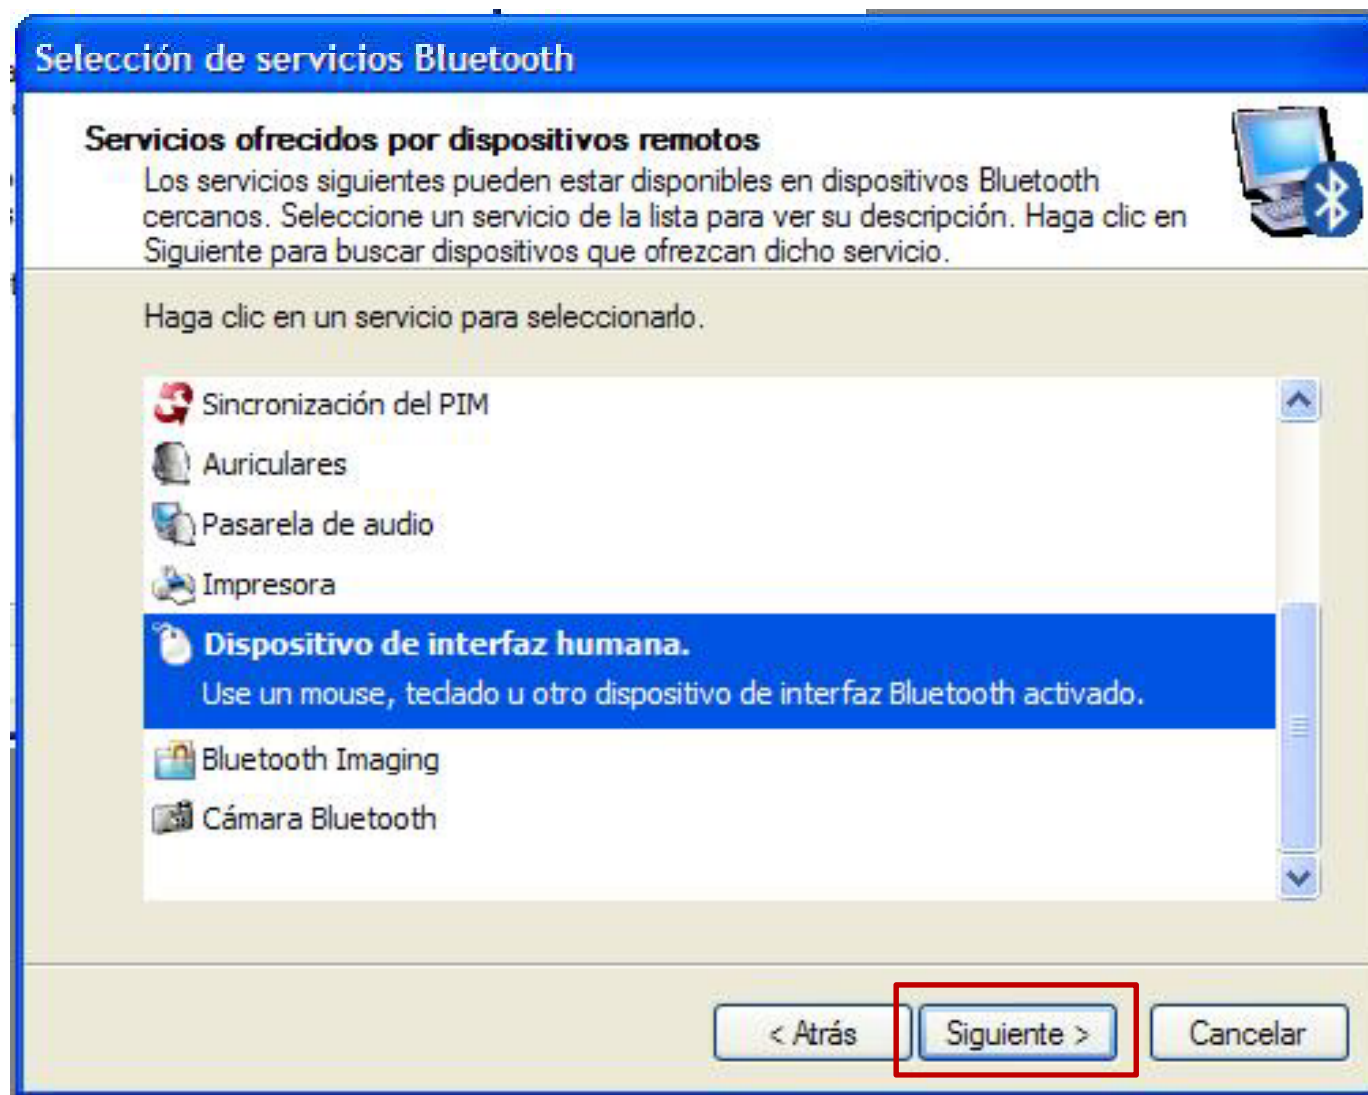 Selección de servicios Bluetooth
Servicios ofrecidos por dispositivos remotos
Los servicios siguientes pueden estar disponibles en dispositivos Bluetooth
cercanos. Seleccione un servicio de la lista para ver su descripción. Haga clic en
Siguiente para buscar dispositivos que ofrezcan dicho servicio.
Haga clic en un servicio para seleccionarlo.
Sincronización del PIM
Auriculares
Pasarela de audio
Impresora
Dispositivo de interfaz humana.
Use un mouse, teclado u otro dispositivo de interfaz Bluetooth activado.
Bluetooth Imaging
Cámara Bluetooth
< Atrás
Siguiente >
Cancelar